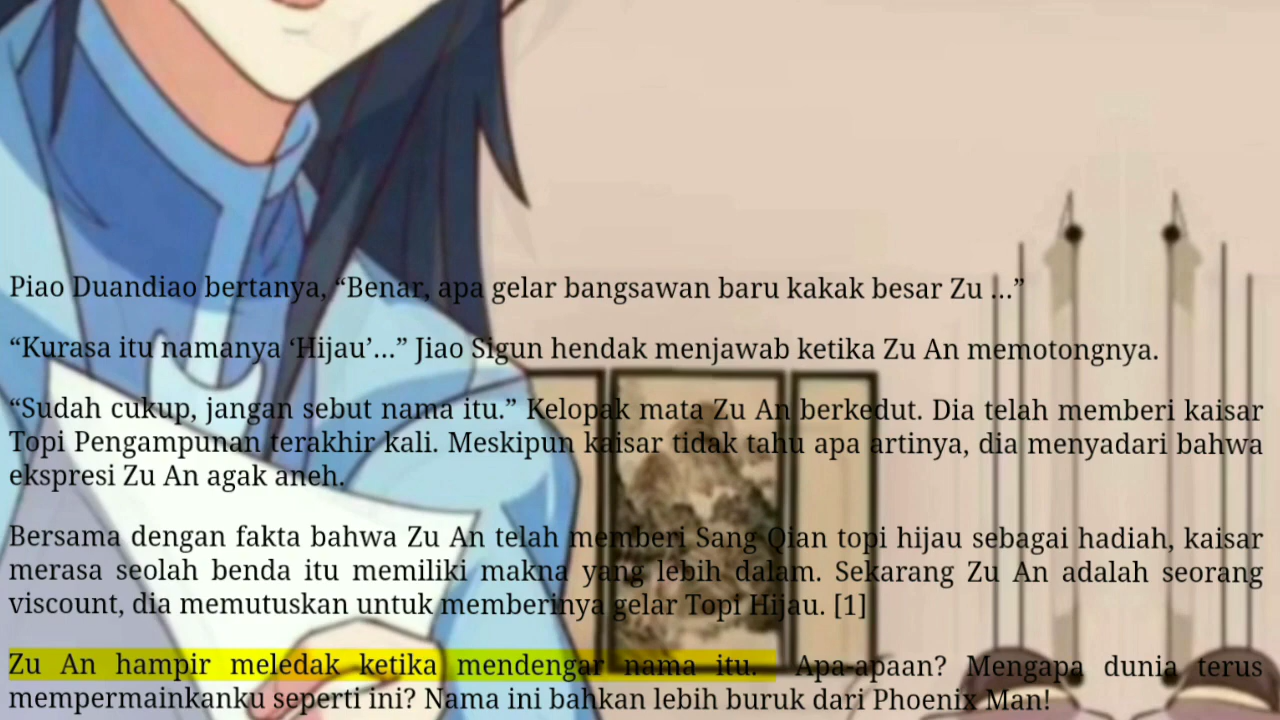 Piao Duandiao bertanya, “Benar, apa gelar bangsawan baru kakak besar Zu ...”
“Kurasa itu namanya ‘Hijau’...” Jiao Sigun hendak menjawab ketika Zu An memotongnya.
“Sudah cukup, jangan sebut nama itu.” Kelopak mata Zu An berkedut. Dia telah memberi kaisar
Topi Pengampunan terakhir kali. Meskipun kaisar tidak tahu apa artinya, dia menyadari bahwa
ekspresi Zu An agak aneh.
Bersama dengan fakta bahwa Zu An telah memberi Sang Qian topi hijau sebagai hadiah, kaisar
merasa seolah benda itu memiliki makna yang lebih dalam. Sekarang Zu An adalah seorang
viscount, dia memutuskan untuk memberinya gelar Topi Hijau. [1]
Zu An hampir meledak ketika mendengar nama itu. Apa-apaan? Mengapa dunia terus
mempermainkanku seperti ini? Nama ini bahkan lebih buruk dari Phoenix Man!